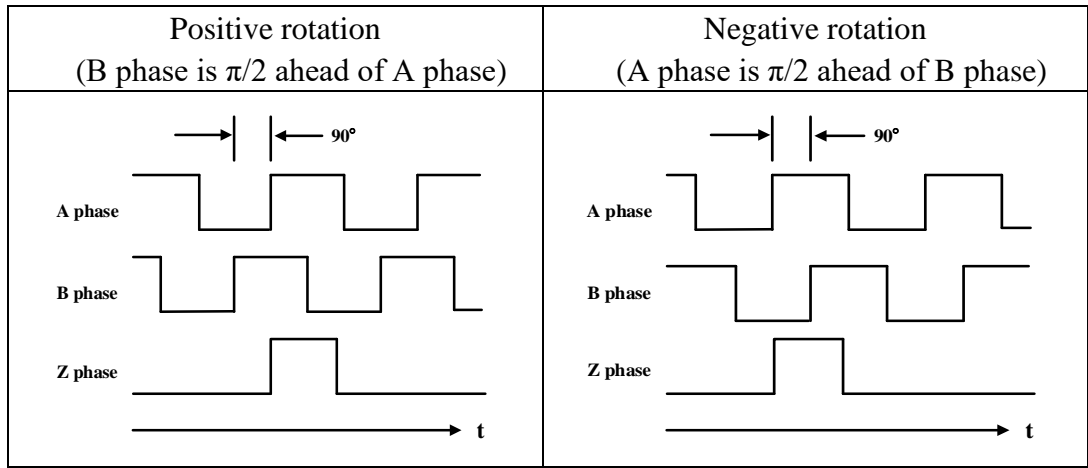 Positive rotation
(B phase is π/2 ahead of A phase)
90°
A phase
B phase
Z phase
t
Negative rotation
(A phase is π/2 ahead of B phase)
90°
A phase
B phase
Z phase
t